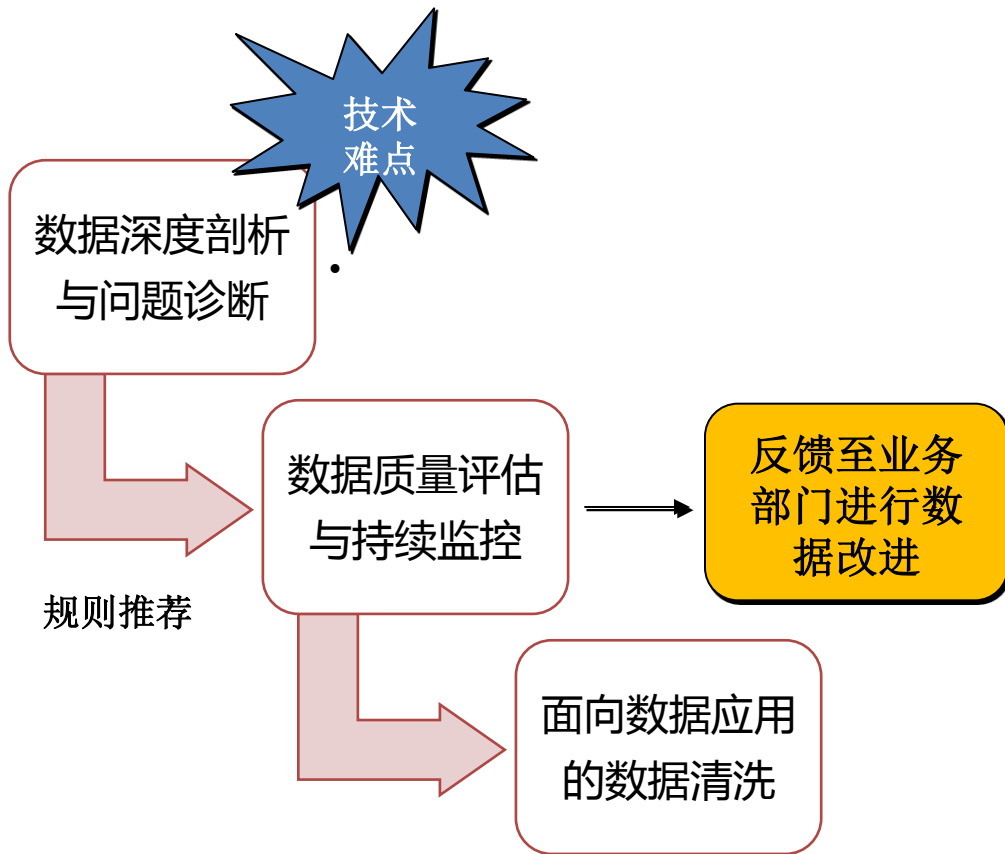 技术
难点
数据深度剖析
与问题诊断
数据质量评估
与持续监控
反馈至业务
部门进行数
据改进
规则推荐
面向数据应用
的数据清洗